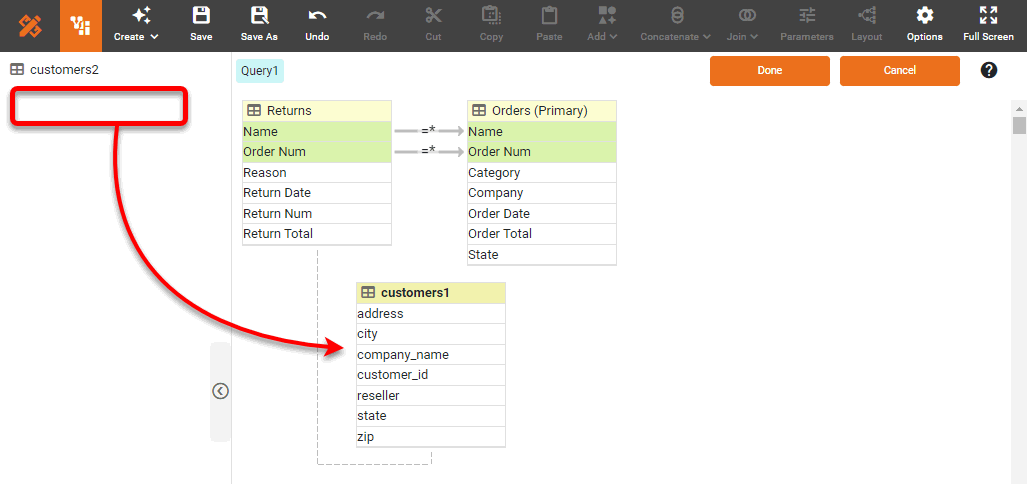 Create
Save
Save As
Undo
Redo
Cut
Copy
Paste
Add
Concatenate
Join
Parameters
Layout
Options
Full Screen
customers2
Query1
Done
Cancel
?
Returns
Name
Order Num
Reason
Return Date
Return Num
Return Total
=*
=*
Orders (Primary)
Name
Order Num
Category
Company
Order Date
Order Total
State
customers1
address
city
company_name
customer_id
reseller
state
zip